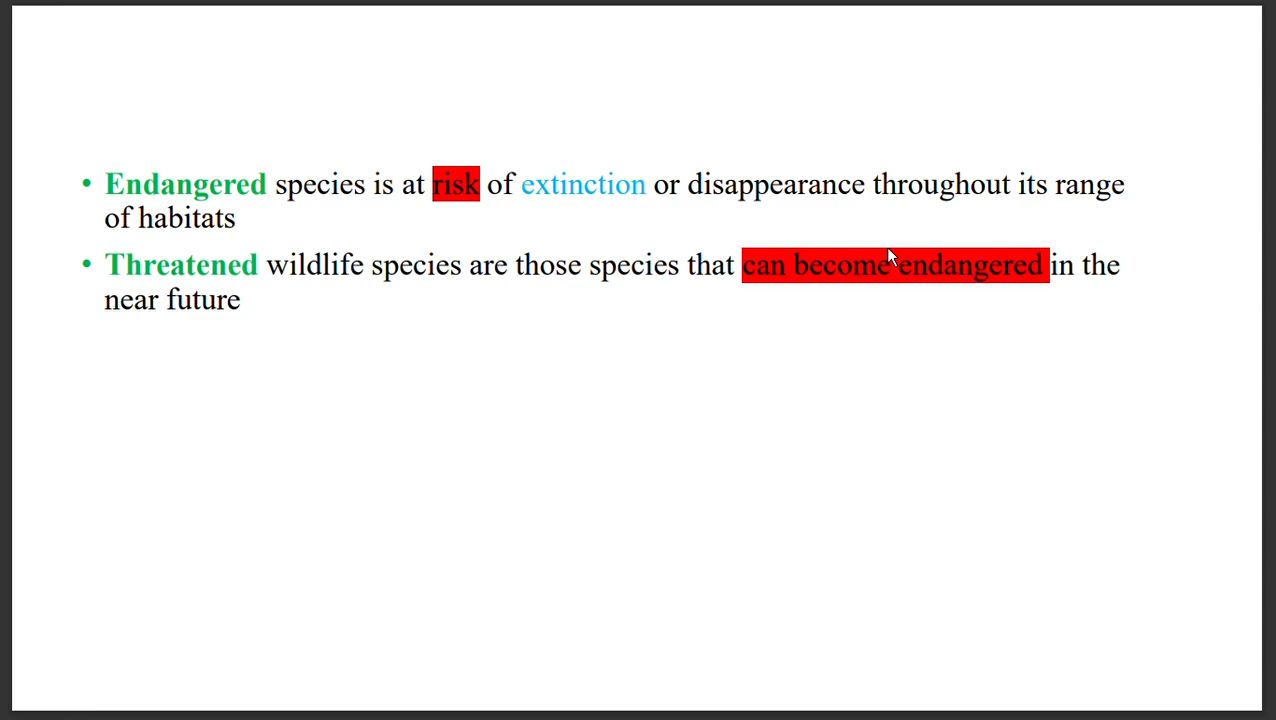 • Endangered species is at risk of extinction or disappearance throughout its range
of habitats
• Threatened wildlife species are those species that can become endangered in the
near future